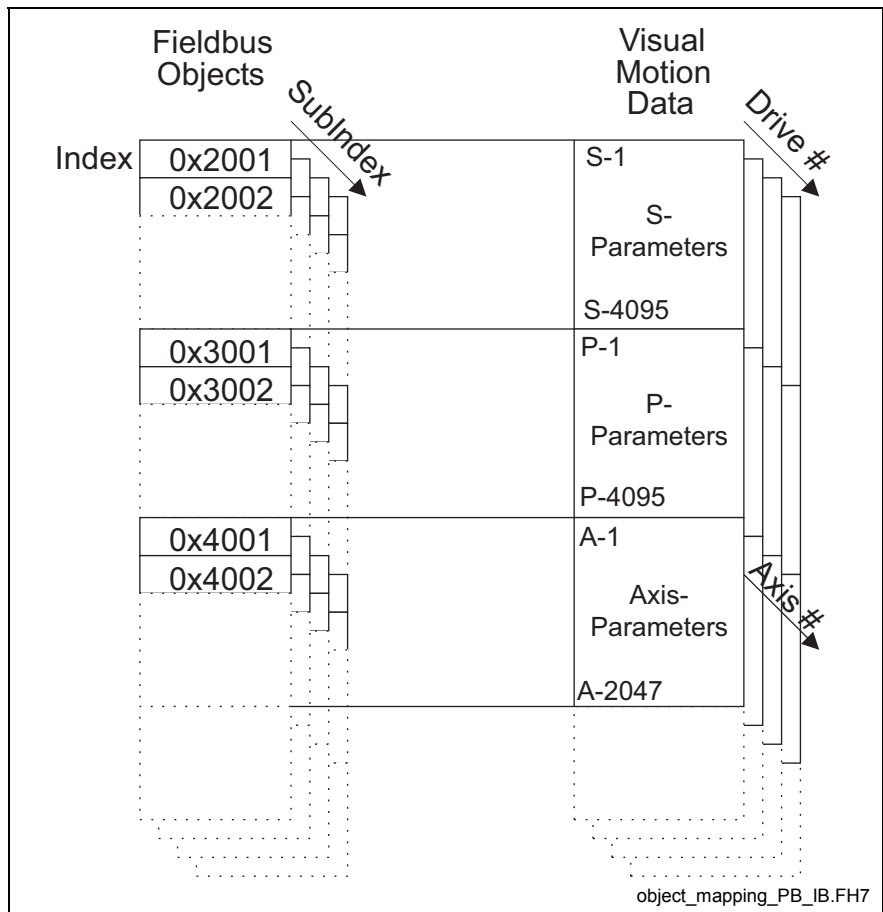 Fieldbus
Objects
Visual
Motion
Data
SubIndex
Drive #
Index
0x2001
0x2002
S-1
S-
Parameters
S-4095
0x3001
0x3002
P-1
P-
Parameters
P-4095
0x4001
0x4002
A-1
Axis-
Parameters
A-2047
Axis #
object_mapping_PB_IB.FH7